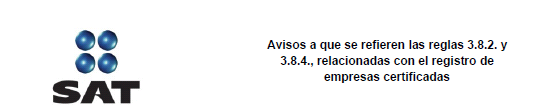 SAT
Avisos a que se refieren las reglas 3.8.2. y
3.8.4., relacionadas con el registro de
empresas certificadas